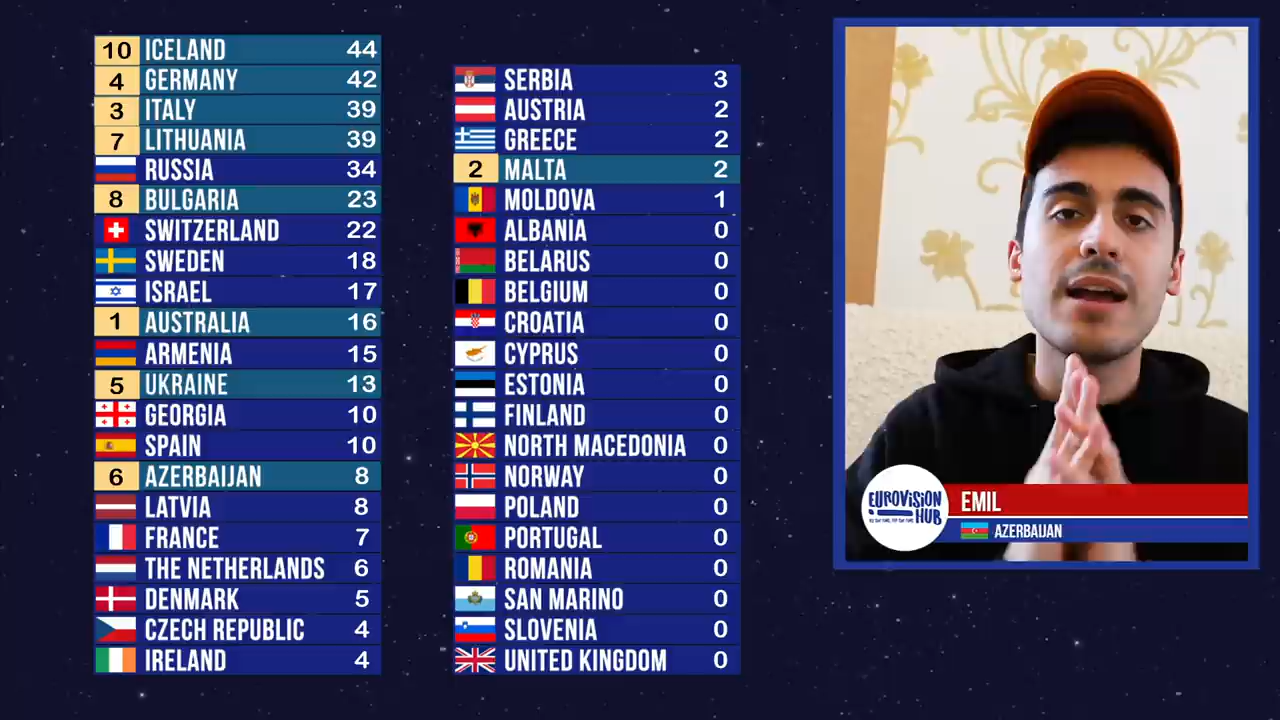 10 ICELAND 44
4 GERMANY 42
3 ITALY 39
7 LITHUANIA 39
RUSSIA 34
8 BULGARIA 23
SWITZERLAND 22
SWEDEN 18
ISRAEL 17
1 AUSTRALIA 16
ARMENIA 15
5 UKRAINE 13
GEORGIA 10
SPAIN 10
6 AZERBAIJAN 8
LATVIA 8
FRANCE 7
THE NETHERLANDS 6
DENMARK 5
CZECH REPUBLIC 4
IRELAND 4
SERBIA 3
AUSTRIA 2
GREECE 2
2 MALTA 2
MOLDOVA 1
ALBANIA 0
BELARUS 0
BELGIUM 0
CROATIA 0
CYPRUS 0
ESTONIA 0
FINLAND 0
NORTH MACEDONIA 0
NORWAY 0
POLAND 0
PORTUGAL 0
ROMANIA 0
SAN MARINO 0
SLOVENIA 0
UNITED KINGDOM 0
EUROVISION
HUB
EMIL
AZERBAIJAN